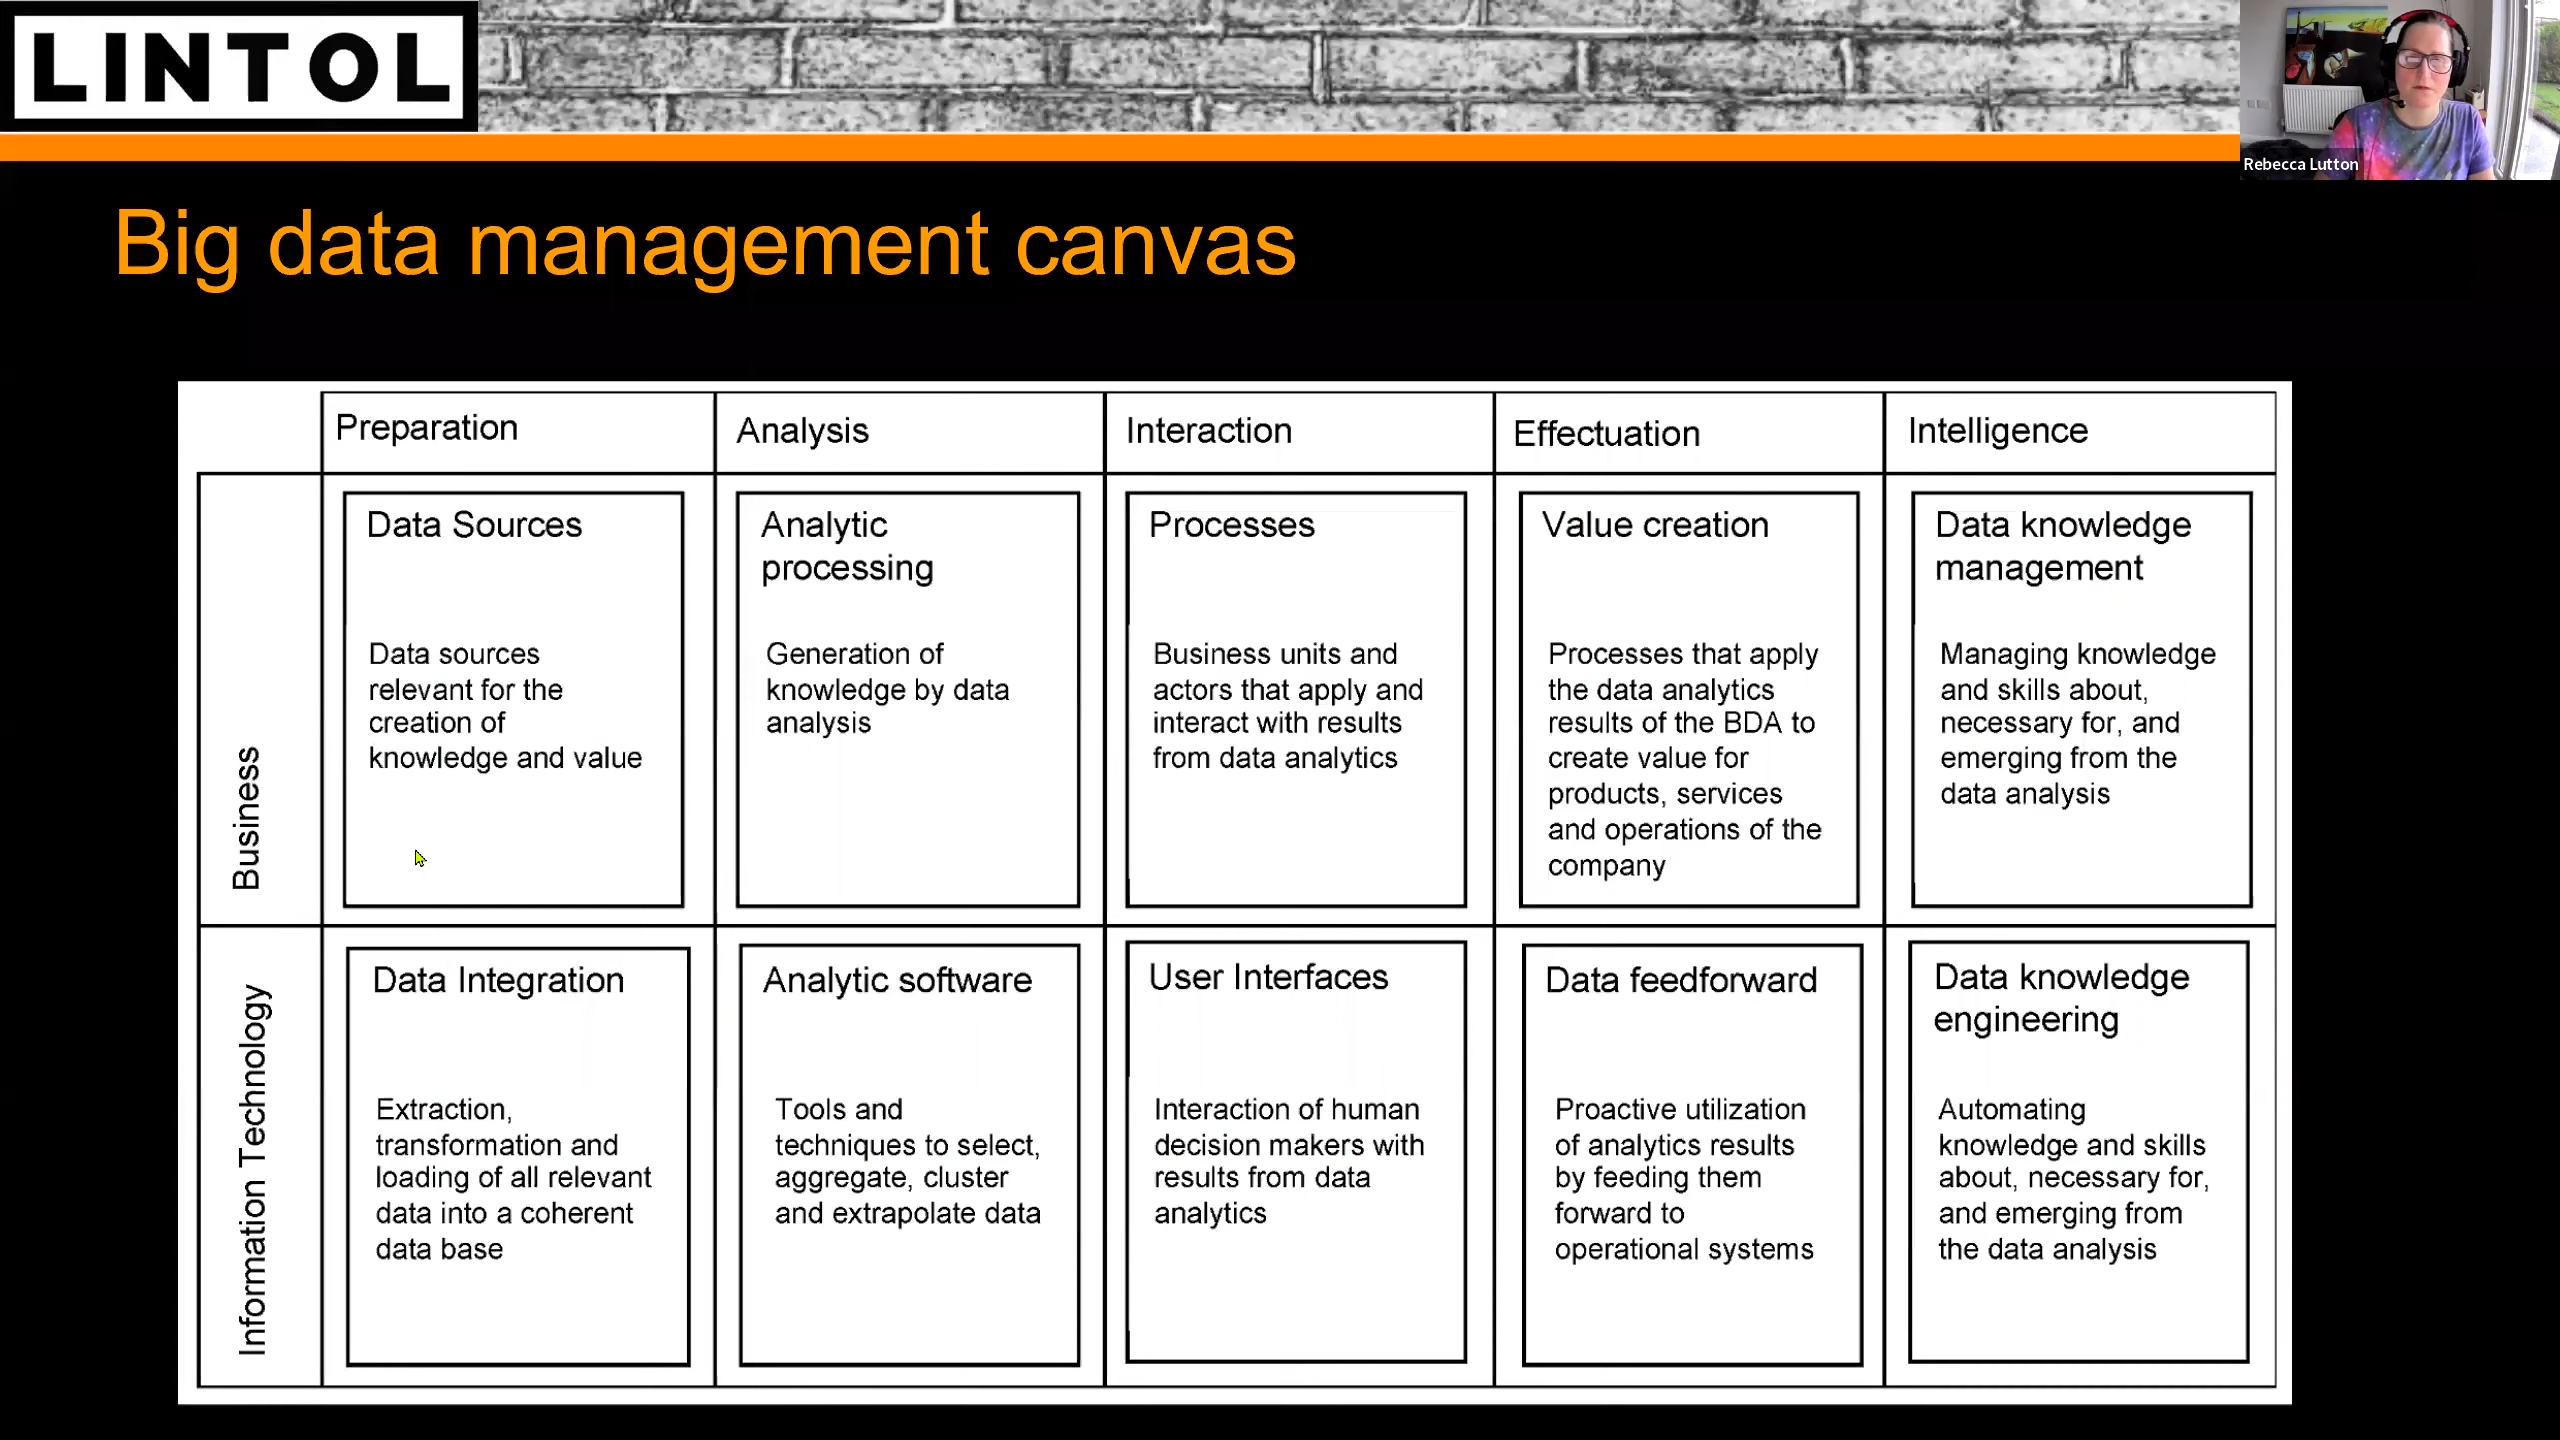 LINTOL
Rebecca Lutton
Big data management canvas
Preparation
Analysis
Interaction
Effectuation
Intelligence
Business
Data Sources
Data sources
relevant for the
creation of
knowledge and value
Analytic
processing
Generation of
knowledge by data
analysis
Processes
Business units and
actors that apply and
interact with results
from data analytics
Value creation
Processes that apply
the data analytics
results of the BDA to
create value for
products, services
and operations of the
company
Data knowledge
management
Managing knowledge
and skills about,
necessary for, and
emerging from the
data analysis
Information Technology
Data Integration
Extraction,
transformation and
loading of all relevant
data into a coherent
data base
Analytic software
Tools and
techniques to select,
aggregate, cluster
and extrapolate data
User Interfaces
Interaction of human
decision makers with
results from data
analytics
Data feedforward
Proactive utilization
of analytics results
by feeding them
forward to
operational systems
Data knowledge
engineering
Automating
knowledge and skills
about, necessary for,
and emerging from
the data analysis